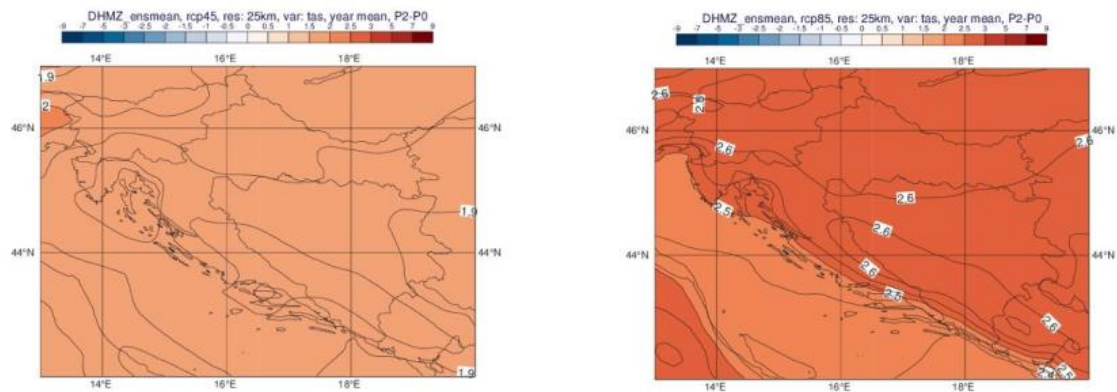 DHMZ_ensmean, rcp45, res: 25km, var: tas, year mean, P2-P0
-9 -7 -5 -3 -2.5 -2 -1.5 -1 -0.5 0 0.5 1 1.5 2 2.5 3 5 7 9
14°E 16°E 18°E
1.9
2
46°N 46°N
1.9
44°N 44°N
1.9
14°E 16°E 18°E
DHMZ_ensmean, rcp85, res: 25km, var: tas, year mean, P2-P0
-9 -7 -5 -3 -2.5 -2 -1.5 -1 -0.5 0 0.5 1 1.5 2 2.5 3 5 7 9
14°E 16°E 18°E
2.6 2.6
46°N 46°N
2.6 2.6
2.5 2.6
2.6
44°N 44°N
2.6
2.5
2.6
2.5
2.4
14°E 16°E 18°E